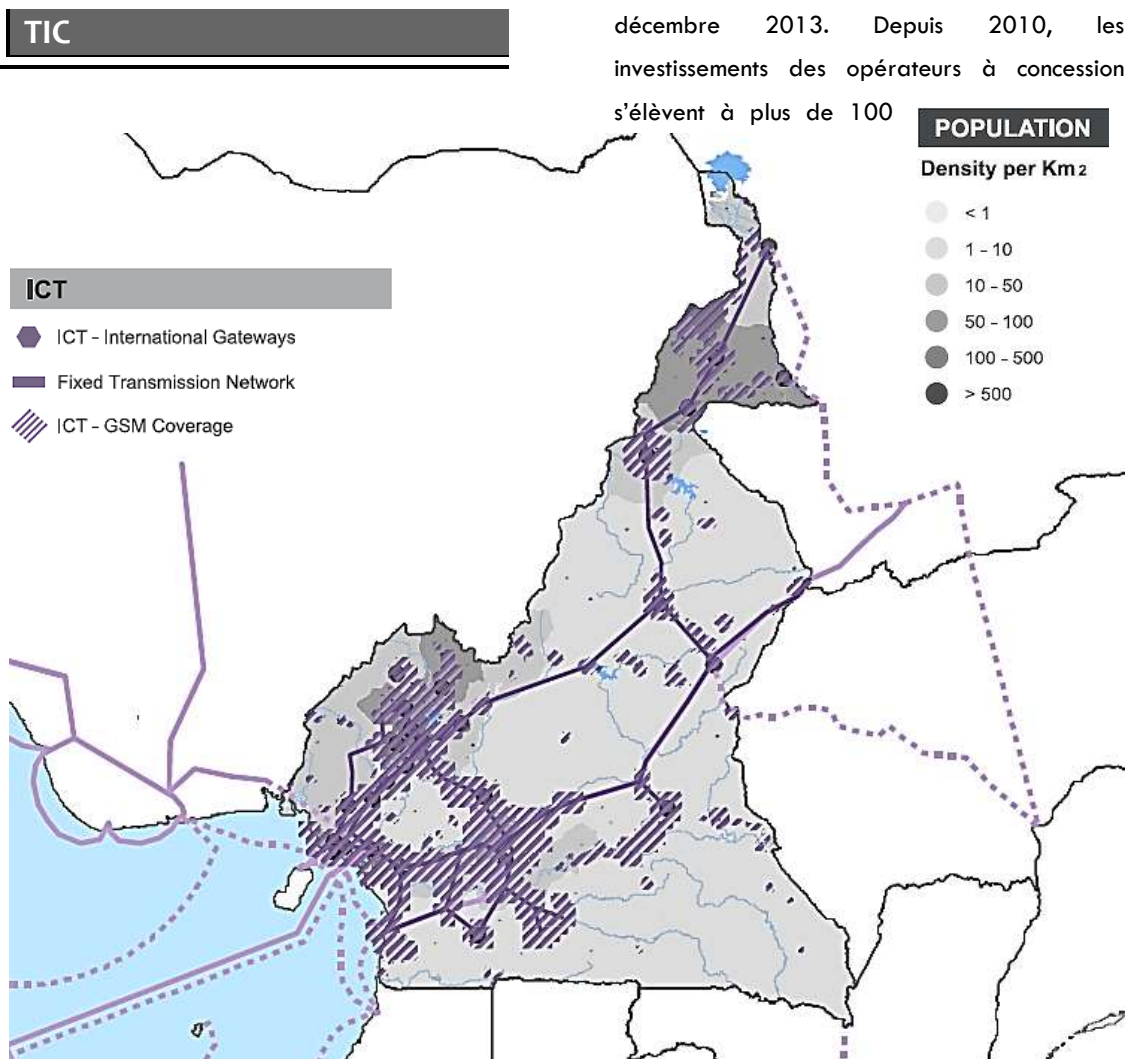 TIC
décembre 2013. Depuis 2010, les
investissements des opérateurs à concession
s'élèvent à plus de 100
POPULATION
Density per Km2
< 1
1 – 10
10 – 50
50 – 100
100 – 500
> 500
ICT
ICT – International Gateways
Fixed Transmission Network
ICT – GSM Coverage